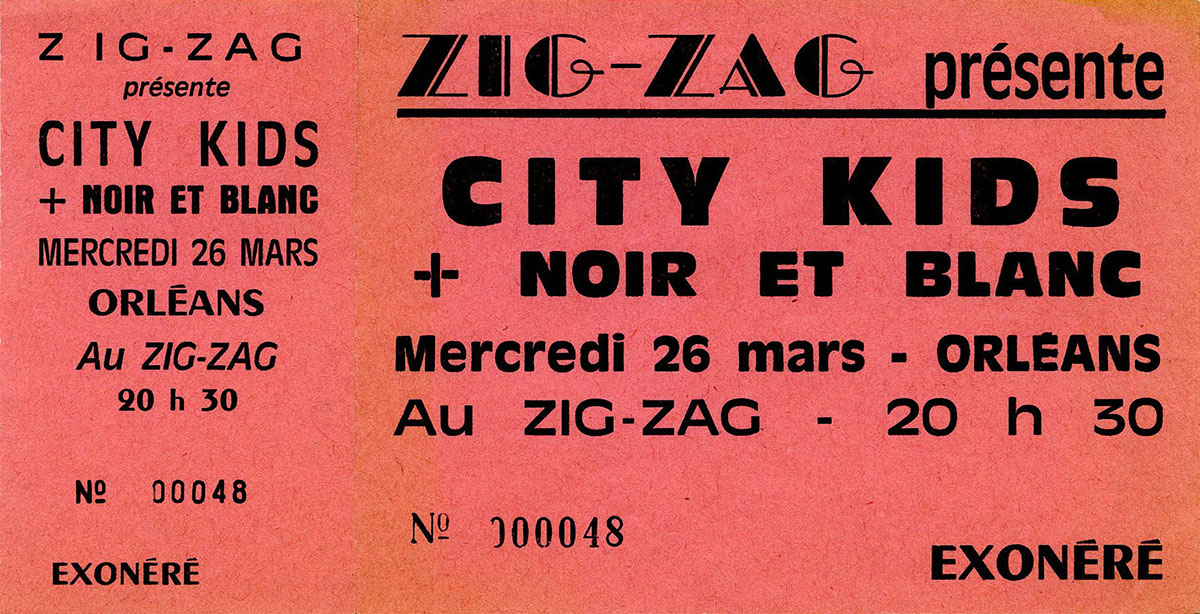 Z IG-ZAG
présente
CITY KIDS
+ NOIR ET BLANC
MERCREDI 26 MARS
ORLÉANS
Au ZIG-ZAG
20 h 30
Nº 00048
EXONÉRÉ
ZIG-ZAG présente
CITY KIDS
+ NOIR ET BLANC
Mercredi 26 mars - ORLÉANS
Au ZIG-ZAG - 20 h 30
Nº 000048
EXONÉRÉ